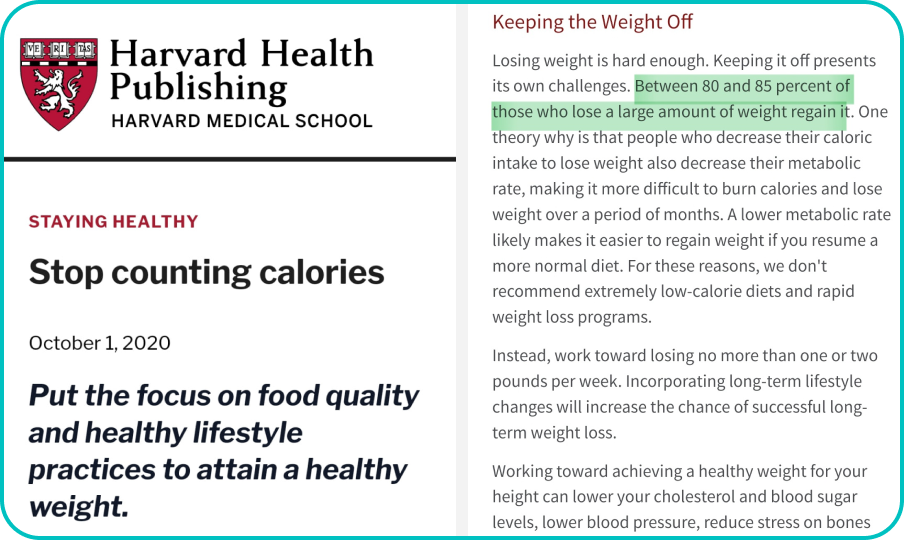 VE RI TAS
Harvard Health
Publishing
HARVARD MEDICAL SCHOOL
STAYING HEALTHY
Stop counting calories
October 1, 2020
Put the focus on food quality
and healthy lifestyle
practices to attain a healthy
weight.
Keeping the Weight Off
Losing weight is hard enough. Keeping it off presents
its own challenges. Between 80 and 85 percent of
those who lose a large amount of weight regain it. One
theory why is that people who decrease their caloric
intake to lose weight also decrease their metabolic
rate, making it more difficult to burn calories and lose
weight over a period of months. A lower metabolic rate
likely makes it easier to regain weight if you resume a
more normal diet. For these reasons, we don't
recommend extremely low-calorie diets and rapid
weight loss programs.
Instead, work toward losing no more than one or two
pounds per week. Incorporating long-term lifestyle
changes will increase the chance of successful long-
term weight loss.
Working toward achieving a healthy weight for your
height can lower your cholesterol and blood sugar
levels, lower blood pressure, reduce stress on bones